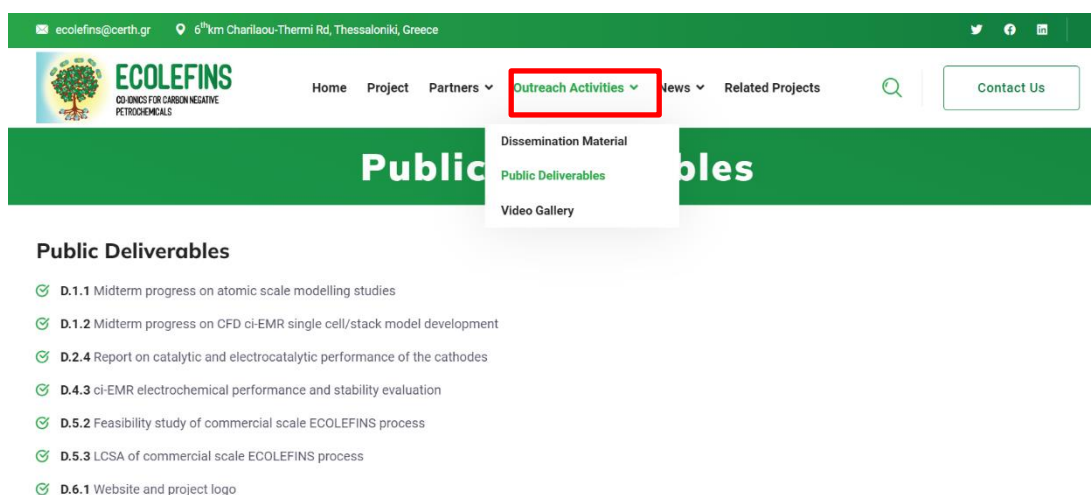 ecolefins@certh.gr 6thkm Charilaou-Thermi Rd, Thessaloniki, Greece
ECOLEFINS
CO-IONICS FOR CARBON NEGATIVE
PETROCHEMICALS
Home Project Partners Outreach Activities News Related Projects Contact Us
Dissemination Material
Public Deliverables
Video Gallery
Public bles
Public Deliverables
D.1.1 Midterm progress on atomic scale modelling studies
D.1.2 Midterm progress on CFD ci-EMR single cell/stack model development
D.2.4 Report on catalytic and electrocatalytic performance of the cathodes
D.4.3 ci-EMR electrochemical performance and stability evaluation
D.5.2 Feasibility study of commercial scale ECOLEFINS process
D.5.3 LCSA of commercial scale ECOLEFINS process
D.6.1 Website and project logo